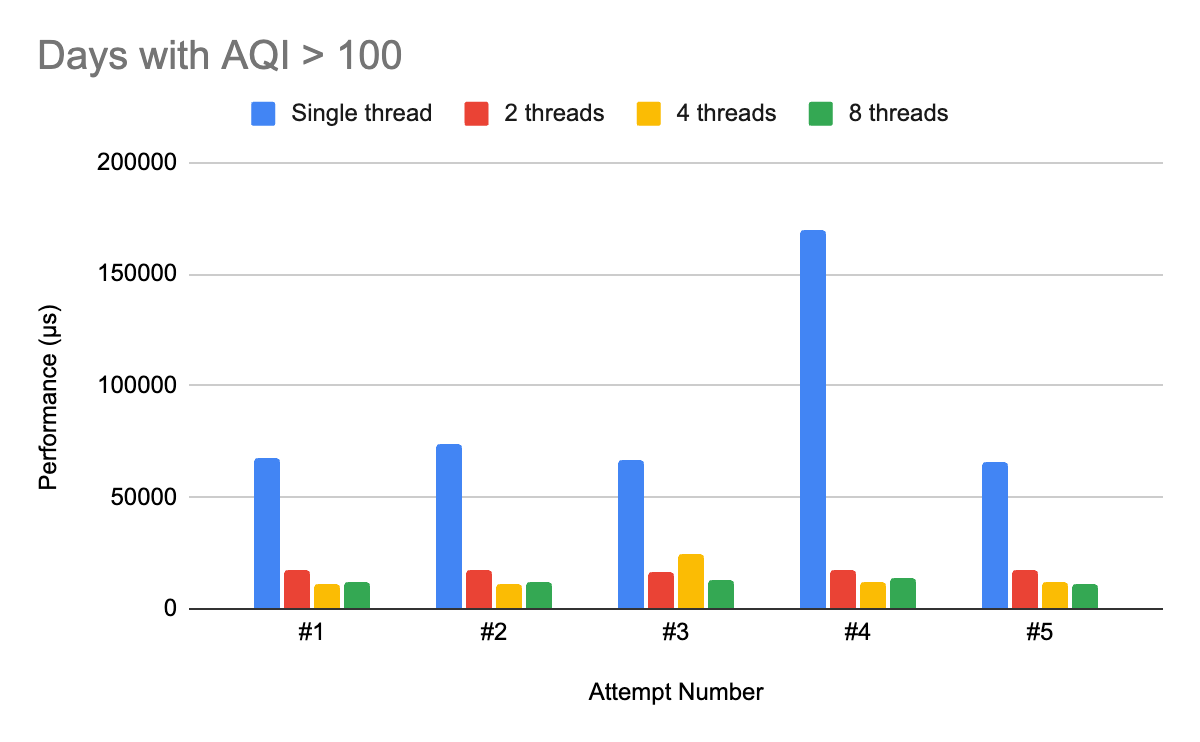 Days with AQI > 100
Single thread 2 threads 4 threads 8 threads
200000
150000
100000
50000
0
Performance (μs)
#1 #2 #3 #4 #5
Attempt Number